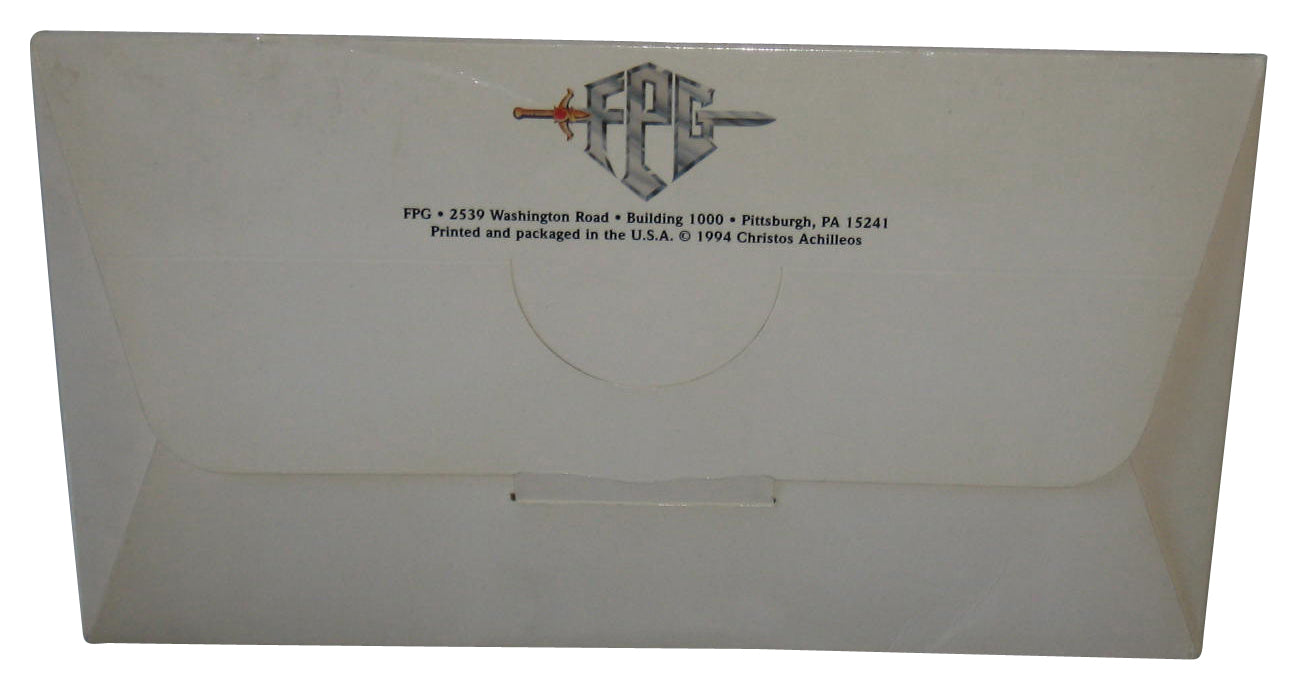 FPG
FPG • 2539 Washington Road • Building 1000 • Pittsburgh, PA 15241
Printed and packaged in the U.S.A. © 1994 Christos Achilleos